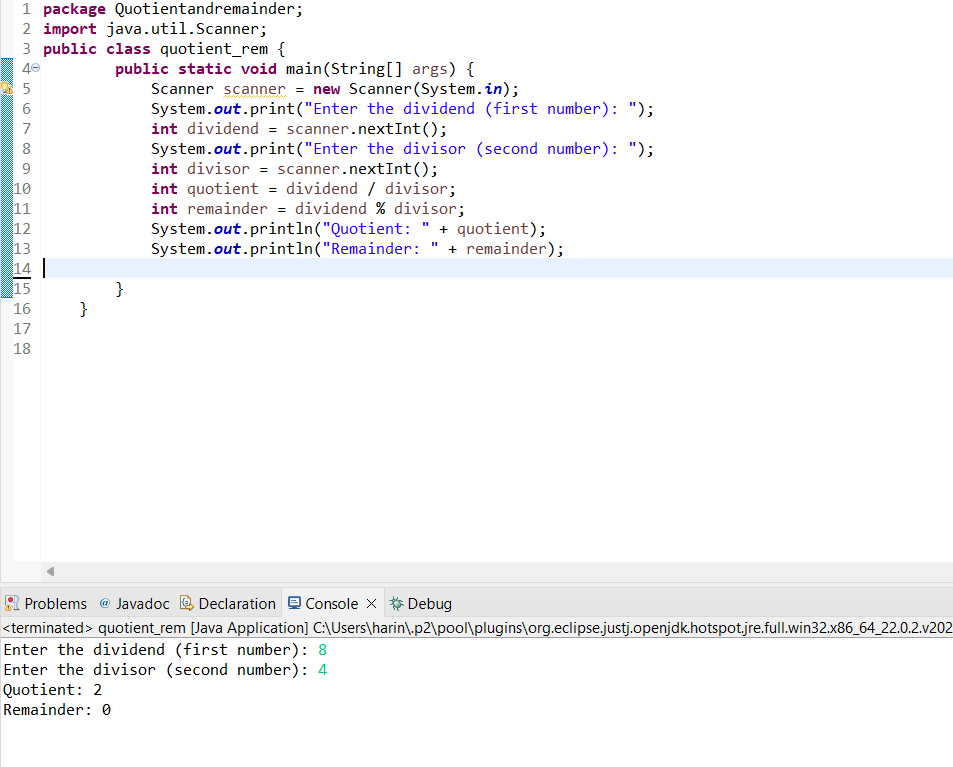 1 package Quotientandremainder;
2 import java.util.Scanner;
3 public class quotient_rem {
4 public static void main(String[] args) {
5 Scanner scanner = new Scanner(System.in);
6 System.out.print("Enter the dividend (first number): ");
7 int dividend = scanner.nextInt();
8 System.out.print("Enter the divisor (second number): ");
9 int divisor = scanner.nextInt();
10 int quotient = dividend / divisor;
11 int remainder = dividend % divisor;
12 System.out.println("Quotient: " + quotient);
13 System.out.println("Remainder: " + remainder);
14
15 }
16 }
17
18
Problems @ Javadoc Declaration Console Debug
<terminated> quotient_rem [Java Application] C:\Users\harin\.p2\pool\plugins\org.eclipse.justj.openjdk.hotspot.jre.full.win32.x86_64_22.0.2.v202
Enter the dividend (first number): 8
Enter the divisor (second number): 4
Quotient: 2
Remainder: 0